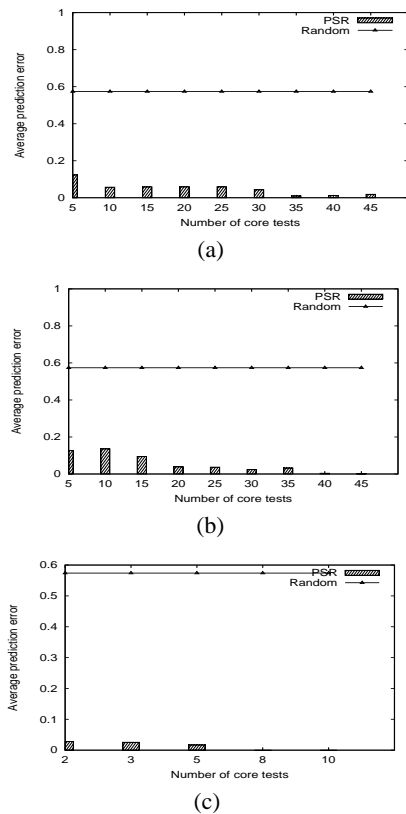 1
0.8
0.6
0.4
0.2
0
Average prediction error
PSR
Random
5 10 15 20 25 30 35 40 45
Number of core tests
(a)
1
0.8
0.6
0.4
0.2
0
Average prediction error
PSR
Random
5 10 15 20 25 30 35 40 45
Number of core tests
(b)
0.6
0.5
0.4
0.3
0.2
0.1
0
Average prediction error
PSR
Random
2 3 5 8 10
Number of core tests
(c)